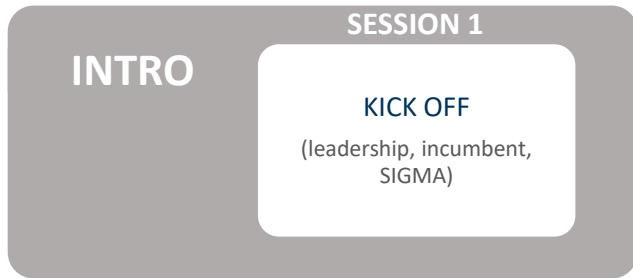 SESSION 1
INTRO
KICK OFF
(leadership, incumbent,
SIGMA)